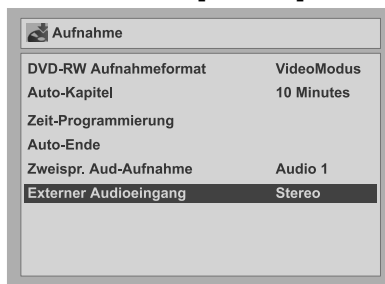 Aufnahme
DVD-RW Aufnahmeformat VideoModus
Auto-Kapitel 10 Minutes
Zeit-Programmierung
Auto-Ende
Zweispr. Aud-Aufnahme Audio 1
Externer Audioeingang Stereo